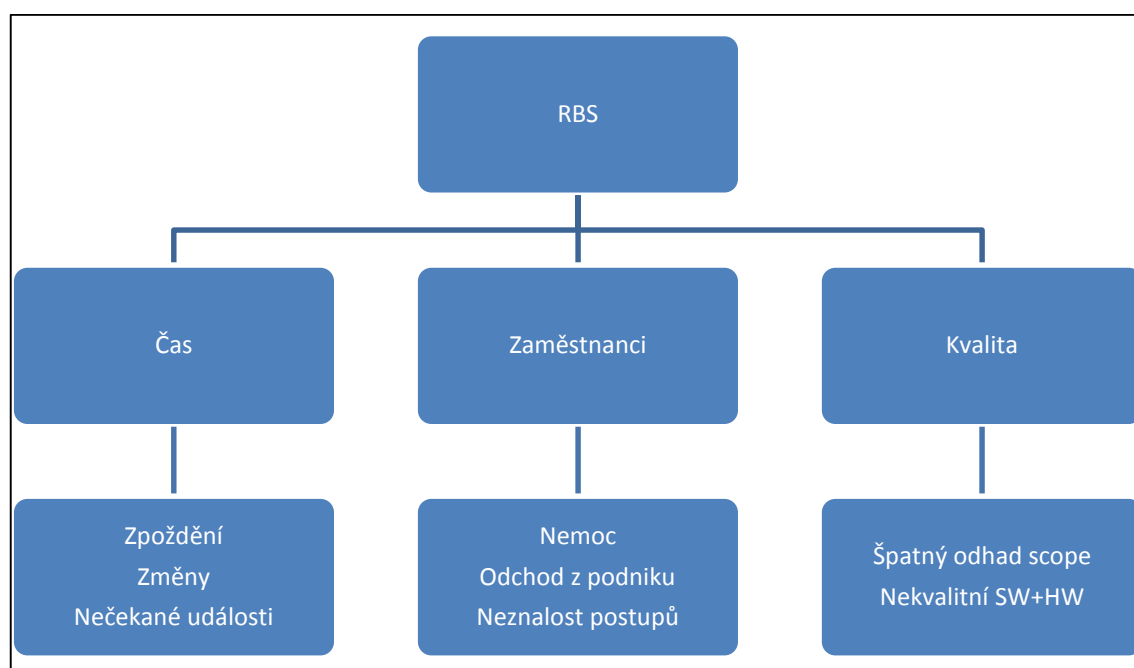 RBS
Čas
Zaměstnanci
Kvalita
Zpoždění
Změny
Nečekané události
Nemoc
Odchod z podniku
Neznalost postupů
Špatný odhad scope
Nekvalitní SW+HW